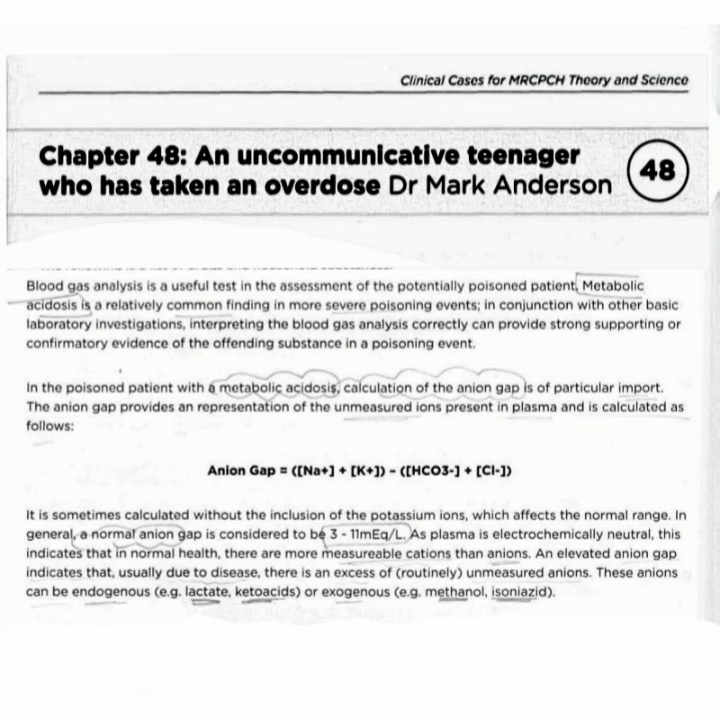 Clinical Cases for MRCPCH Theory and Science
Chapter 48: An uncommunicative teenager
who has taken an overdose Dr Mark Anderson
48
Blood gas analysis is a useful test in the assessment of the potentially poisoned patient. Metabolic
acidosis is a relatively common finding in more severe poisoning events; in conjunction with other basic
laboratory investigations, interpreting the blood gas analysis correctly can provide strong supporting or
confirmatory evidence of the offending substance in a poisoning event.
In the poisoned patient with a metabolic acidosis, calculation of the anion gap is of particular import.
The anion gap provides an representation of the unmeasured ions present in plasma and is calculated as
follows:
Anion Gap = ([Na+] + [K+]) - ([HCO3-] + [Cl-])
It is sometimes calculated without the inclusion of the potassium ions, which affects the normal range. In
general, a normal anion gap is considered to be 3 - 11mEq/L. As plasma is electrochemically neutral, this
indicates that in normal health, there are more measureable cations than anions. An elevated anion gap
indicates that, usually due to disease, there is an excess of (routinely) unmeasured anions. These anions
can be endogenous (e.g. lactate, ketoacids) or exogenous (e.g. methanol, isoniazid).